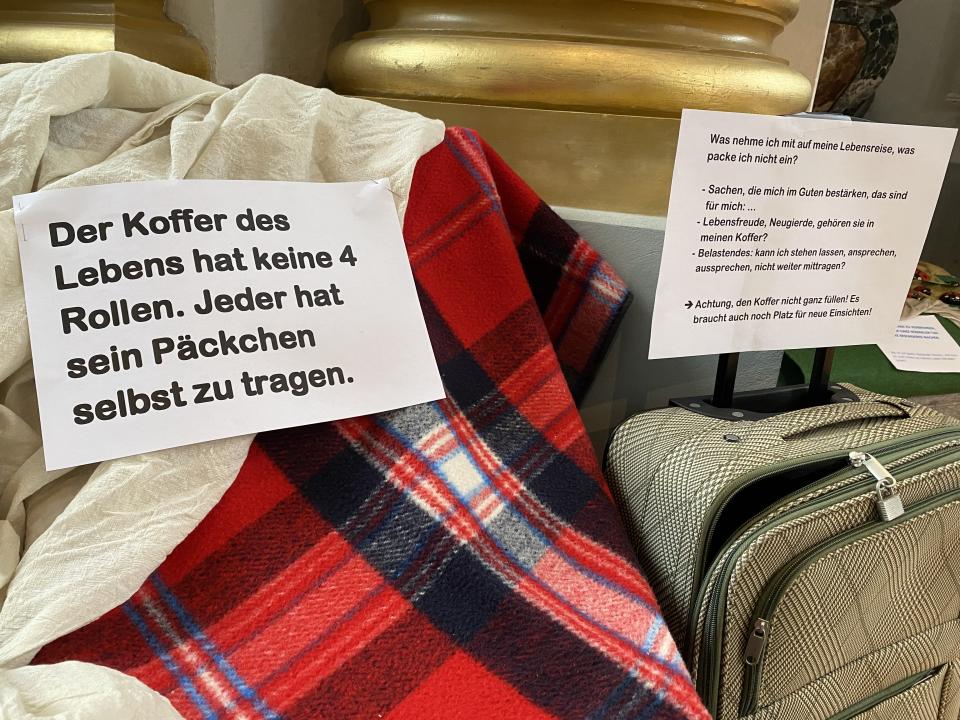 Der Koffer des
Lebens hat keine 4
Rollen. Jeder hat
sein Päckchen
selbst zu tragen.
Was nehme ich mit auf meine Lebensreise, was
packe ich nicht ein?
- Sachen, die mich im Guten bestärken, das sind
für mich: ...
- Lebensfreude, Neugierde, gehören sie in
meinen Koffer?
- Belastendes: kann ich stehen lassen, ansprechen,
aussprechen, nicht weiter mittragen?
➔ Achtung, den Koffer nicht ganz füllen! Es
braucht auch noch Platz für neue Einsichten!